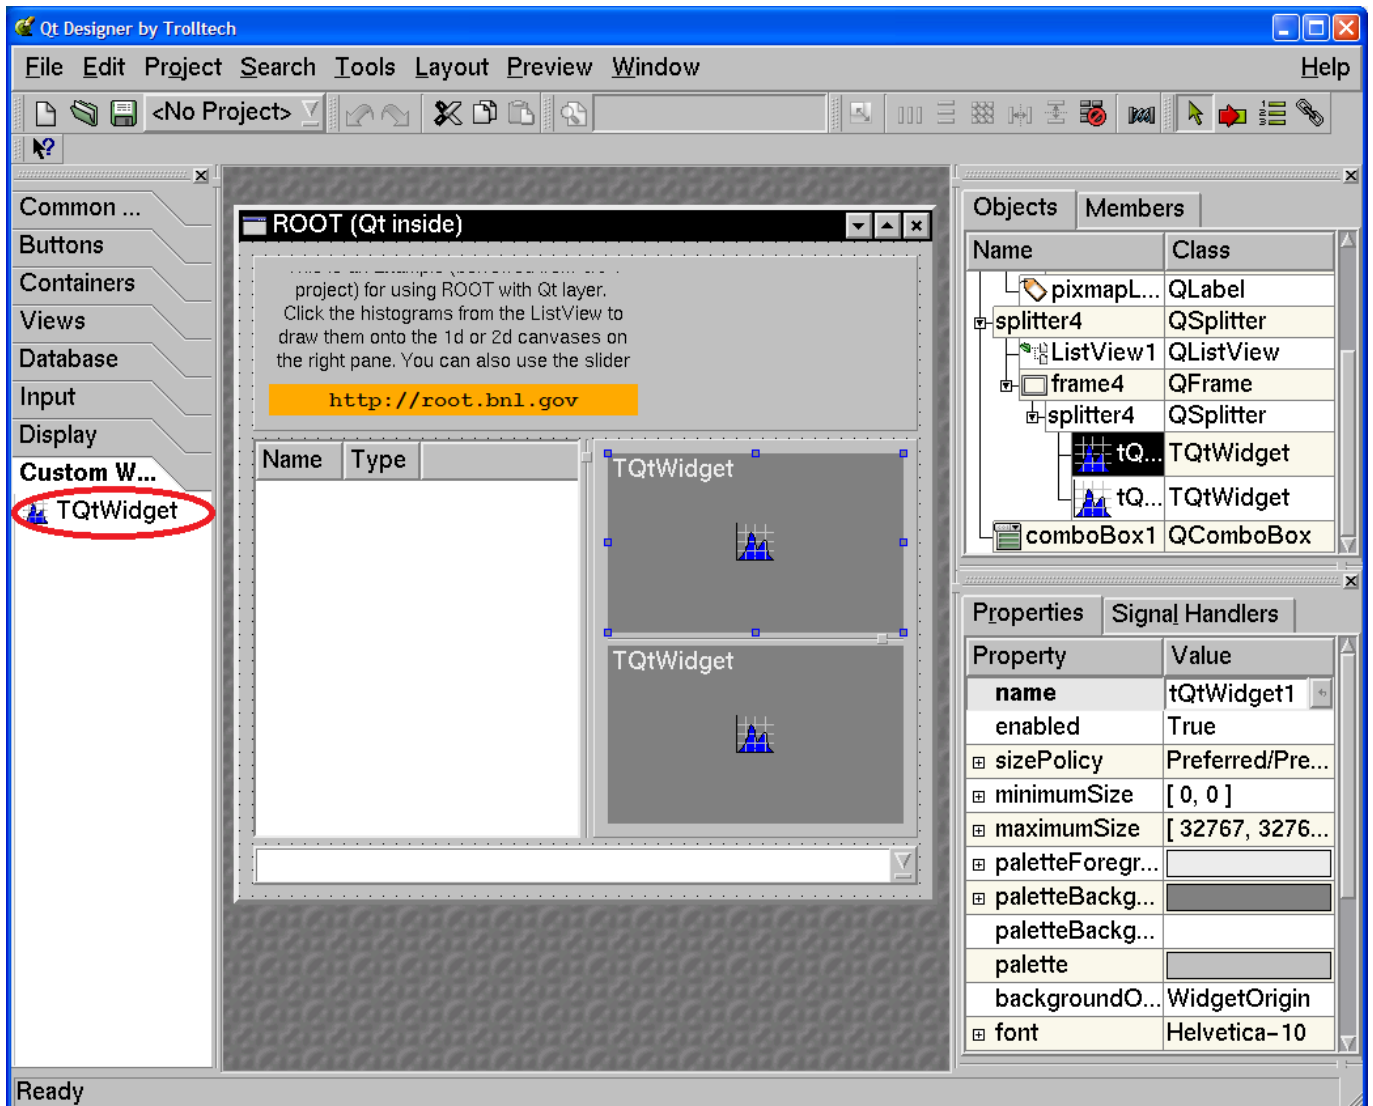 Qt Designer by Trolltech
File Edit Project Search Tools Layout Preview Window Help
<No Project>
Common ...
Buttons
Containers
Views
Database
Input
Display
Custom W...
TQtWidget
ROOT (Qt inside)
project) for using ROOT with Qt layer.
Click the histograms from the ListView to
draw them onto the 1d or 2d canvases on
the right pane. You can also use the slider
http://root.bnl.gov
Name Type
TQtWidget
TQtWidget
Objects Members
Name Class
pixmapL... QLabel
splitter4 QSplitter
ListView1 QListView
frame4 QFrame
splitter4 QSplitter
tQ... TQtWidget
tQ... TQtWidget
comboBox1 QComboBox
Properties Signal Handlers
Property Value
name tQtWidget1
enabled True
sizePolicy Preferred/Pre...
minimumSize [ 0, 0 ]
maximumSize [ 32767, 3276...
paletteForegr...
paletteBackg...
paletteBackg...
palette
backgroundO... WidgetOrigin
font Helvetica-10
Ready